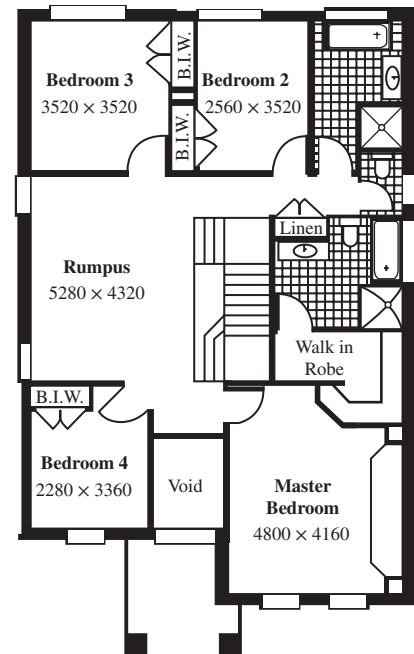 B.I.W.
Bedroom 3
3520 × 3520
Bedroom 2
2560 × 3520
B.I.W.
Linen
Rumpus
5280 × 4320
Walk in
Robe
B.I.W.
Bedroom 4
2280 × 3360
Void
Master
Bedroom
4800 × 4160